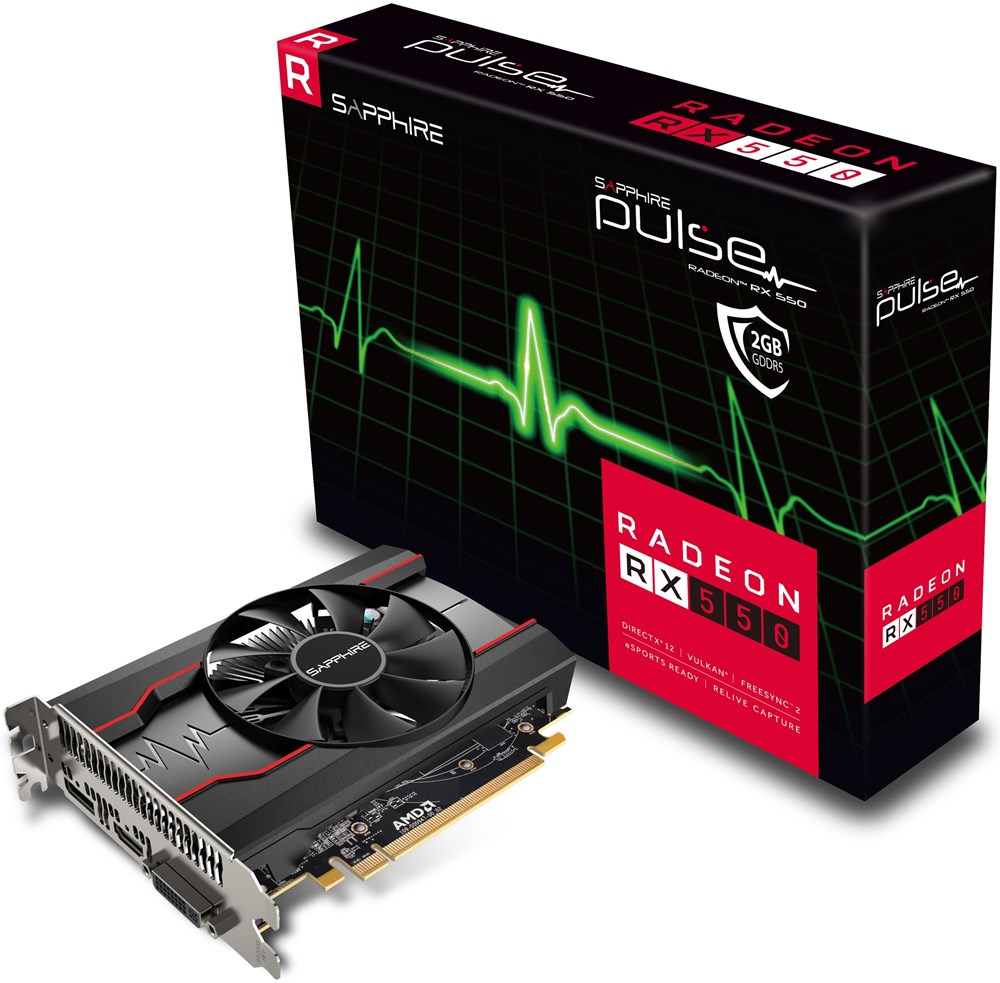 SAPPHIRE
PULSE
RADEON™ RX 550
RADEON
RX 550
R
R
SAPPHIRE
SAPPHIRE
PULSE
RADEON™ RX 550
2GB
GDDR5
SAPPHIRE
PULSE
RADEON™ RX 550
RADEON
RX 550
DIRECTX® 12 | VULKAN® | FREESYNC™ 2
eSPORTS READY | RELIVE CAPTURE
RADEON
RX 550
SAPPHIRE
AMD